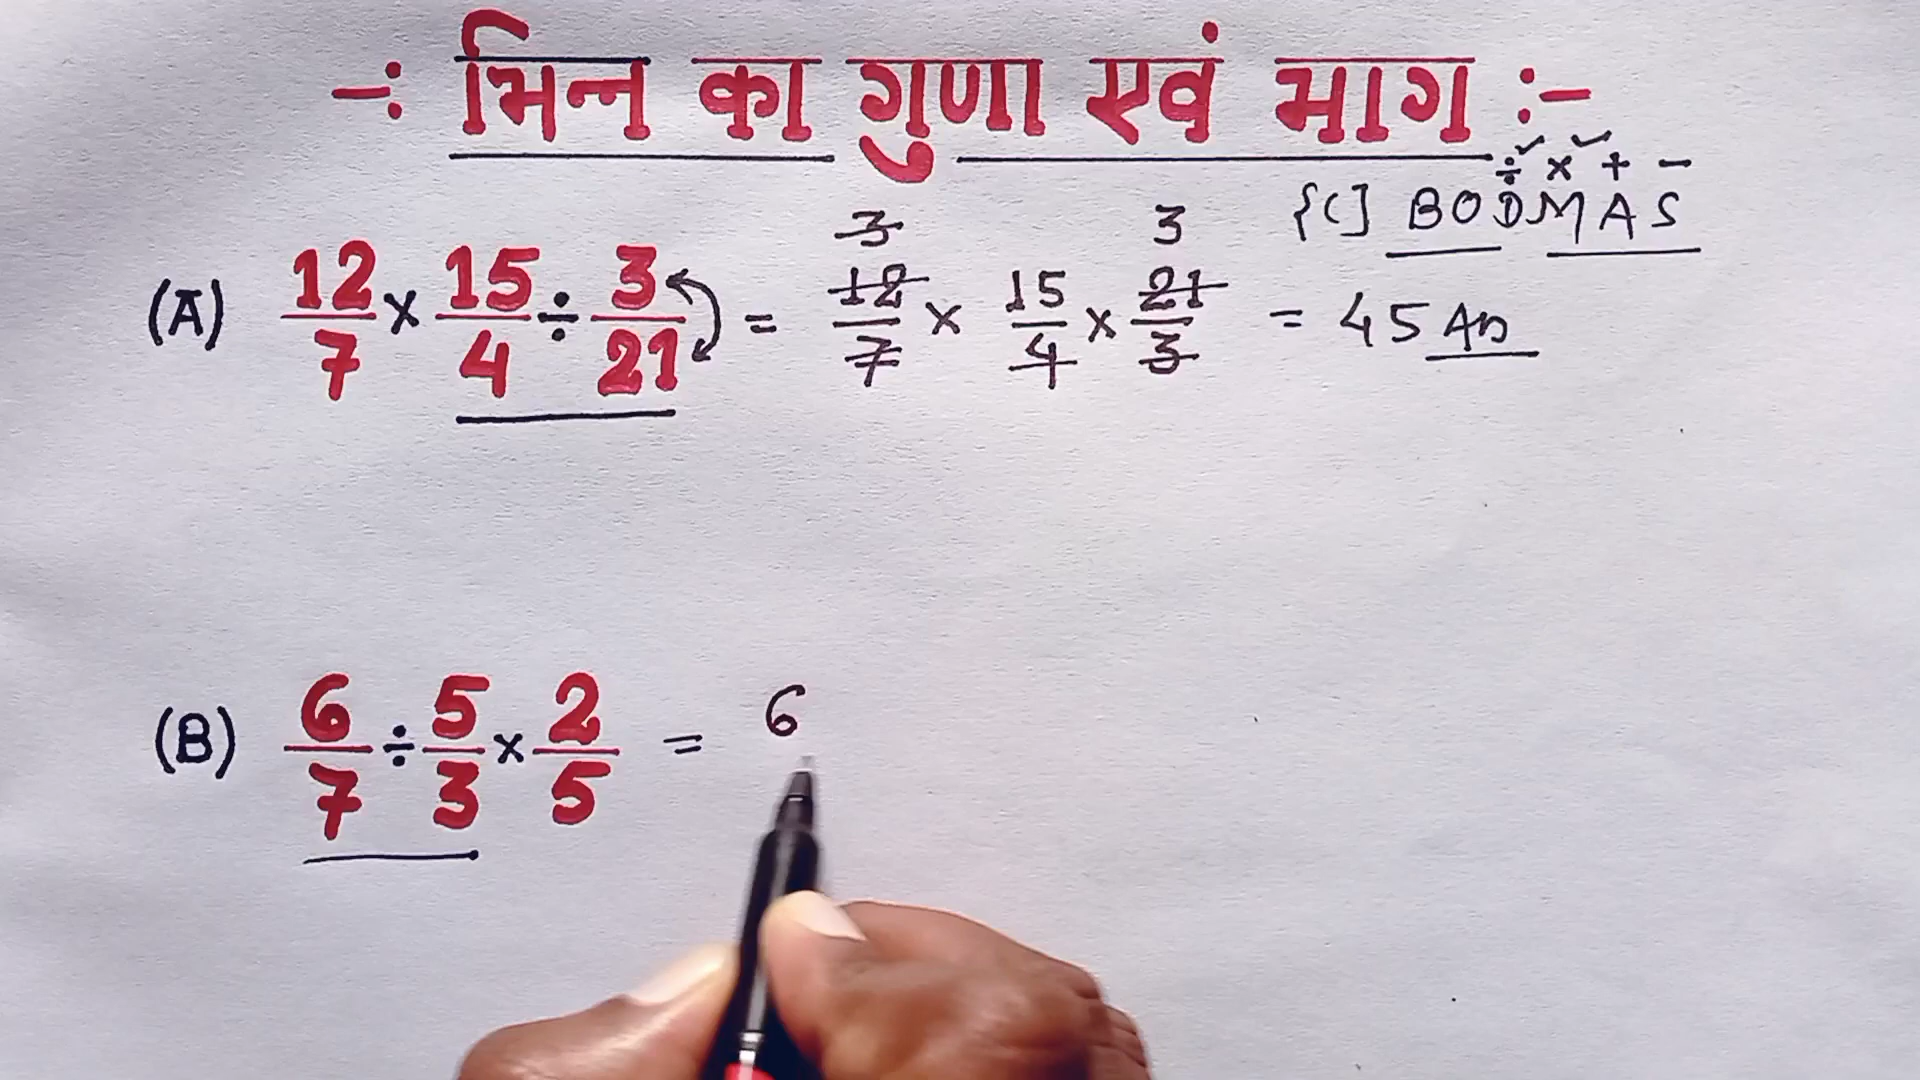 -: भिन्न का गुणा एवं भाग :-
÷ × + -
{[(]  BODMAS
(A) 12/7 × 15/4 ÷ 3/21 = 12/7 × 15/4 × 21/3 = 45 An
3 3
(B) 6/7 ÷ 5/3 × 2/5 = 6